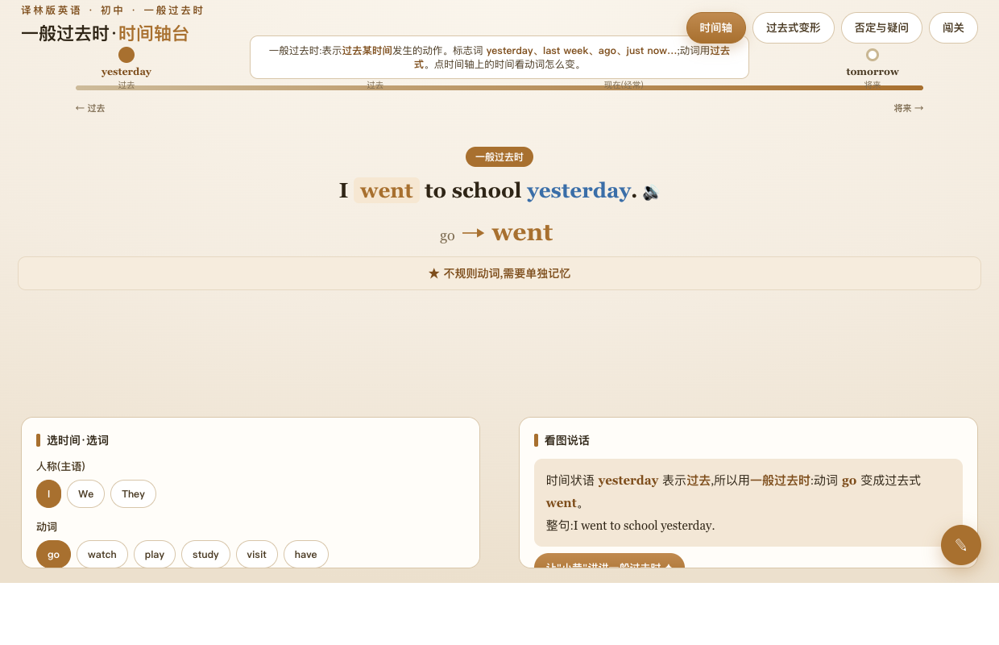 译林版英语 · 初中 · 一般过去时
一般过去时·时间轴台
时间轴
过去式变形
否定与疑问
闯关
一般过去时:表示过去某时间发生的动作。标志词 yesterday、last week、ago、just now…;动词用过去
式。点时间轴上的时间看动词怎么变。
yesterday
过去
过去
现在(经常)
tomorrow
将来
← 过去
将来 →
一般过去时
I went to school yesterday. 🔉
go → went
★ 不规则动词,需要单独记忆
选时间·选词
人称(主语)
I
We
They
动词
go
watch
play
study
visit
have
看图说话
时间状语 yesterday 表示过去,所以用一般过去时:动词 go 变成过去式
went。
整句:I went to school yesterday.